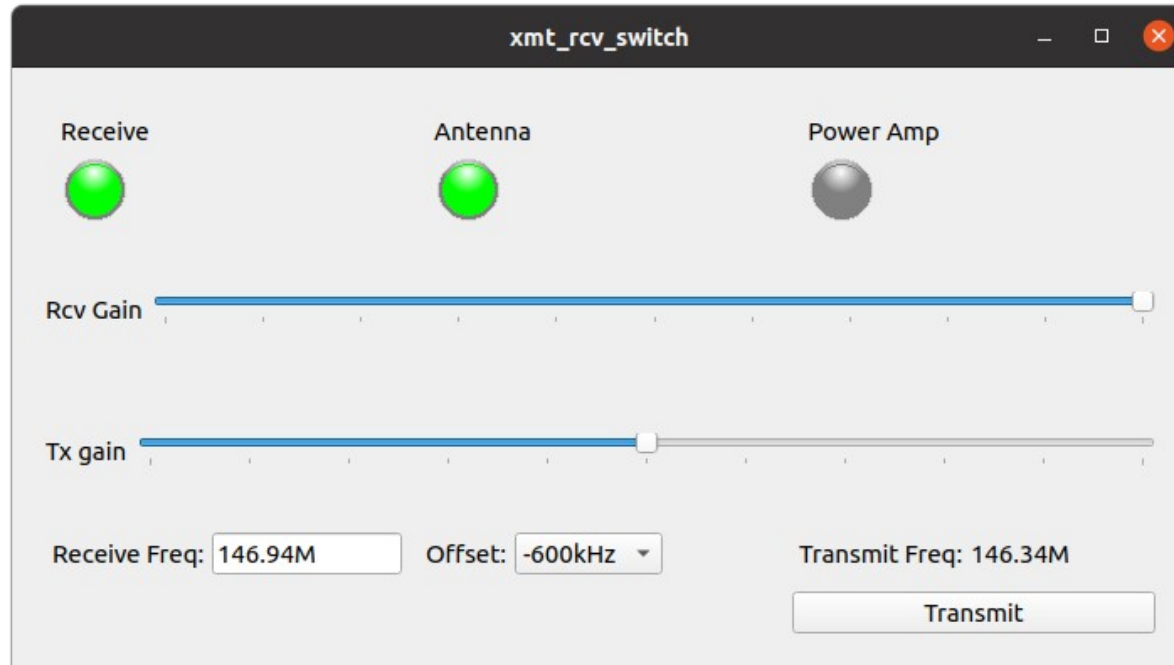 xmt_rcv_switch
Receive Antenna Power Amp
Rcv Gain
Tx gain
Receive Freq: 146.94M Offset: -600kHz Transmit Freq: 146.34M
Transmit